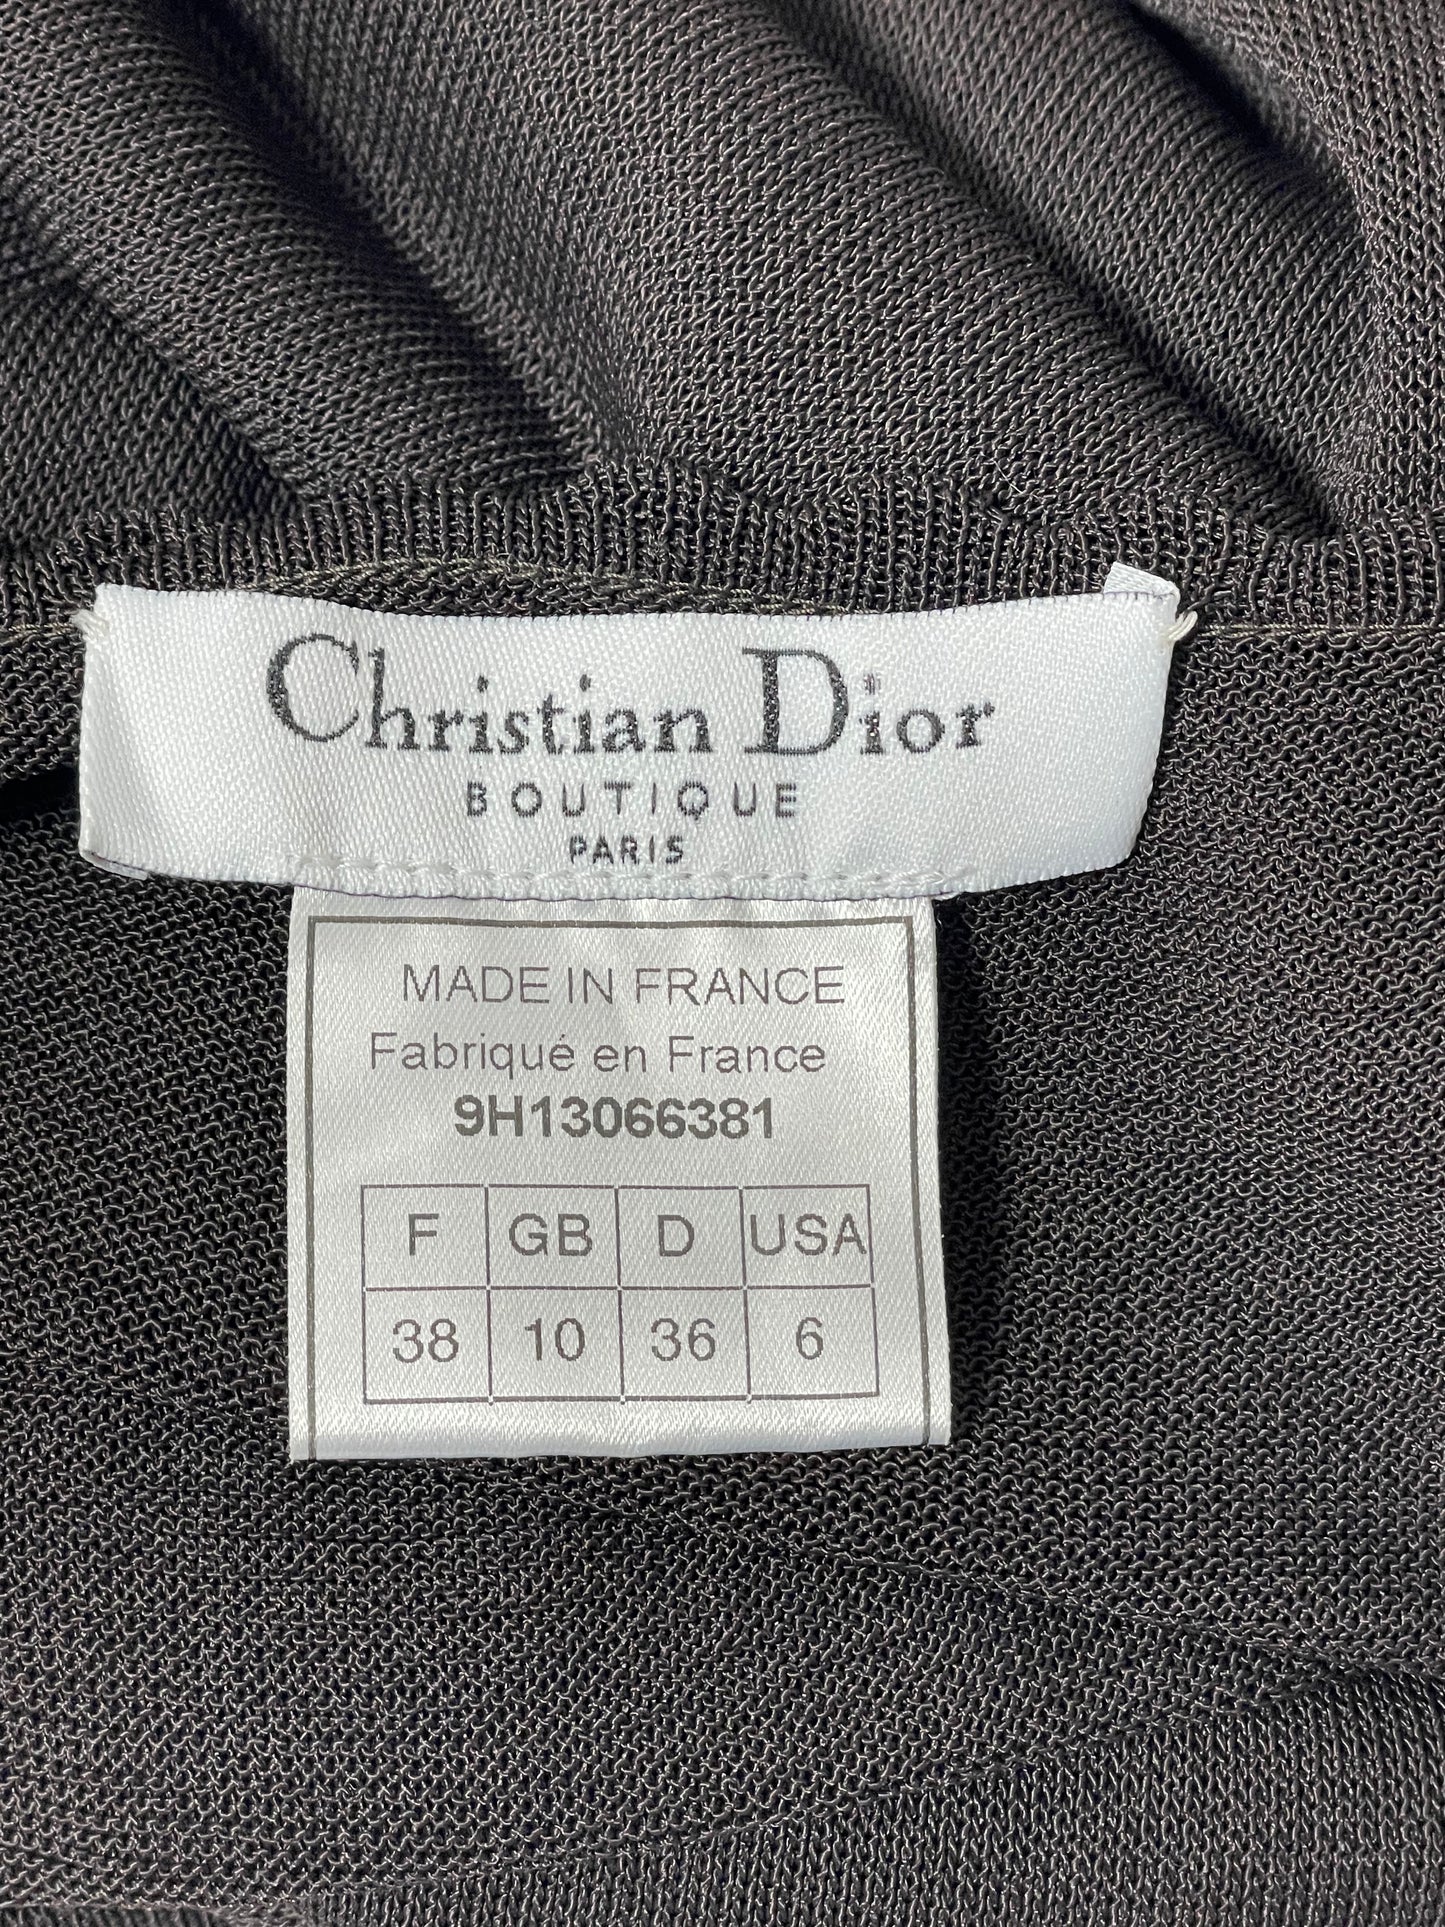 Christian Dior
BOUTIQUE
PARIS
MADE IN FRANCE
Fabriqué en France
9H13066381
F GB D USA
38 10 36 6